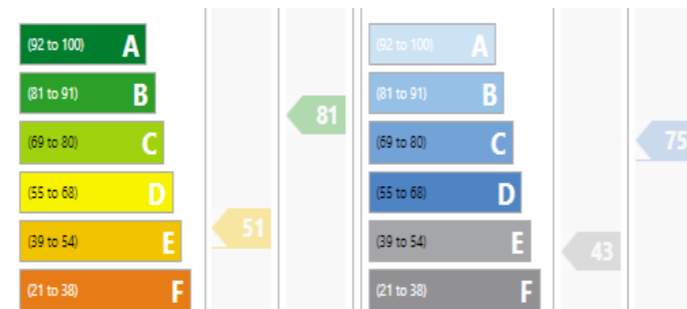 (92 to 100) A
(81 to 91) B
81
(69 to 80) C
(55 to 68) D
51
(39 to 54) E
(21 to 38) F
(92 to 100) A
(81 to 91) B
(69 to 80) C
75
(55 to 68) D
(39 to 54) E
43
(21 to 38) F